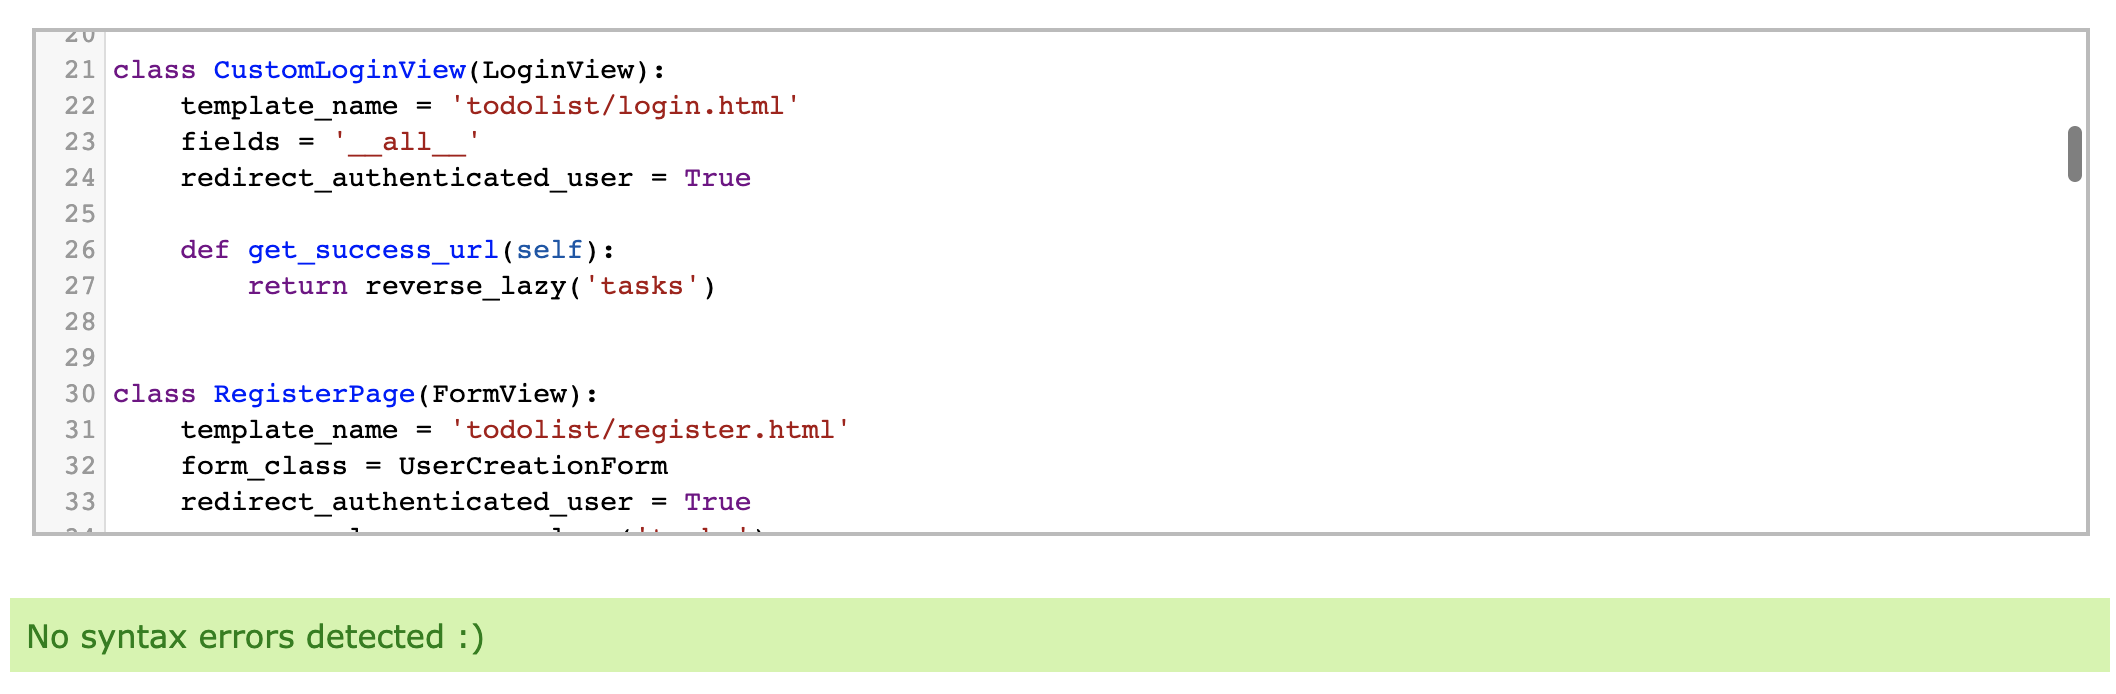 21 class CustomLoginView(LoginView):
22     template_name = 'todolist/login.html'
23     fields = '__all__'
24     redirect_authenticated_user = True
25
26     def get_success_url(self):
27         return reverse_lazy('tasks')
28
29
30 class RegisterPage(FormView):
31     template_name = 'todolist/register.html'
32     form_class = UserCreationForm
33     redirect_authenticated_user = True
No syntax errors detected :)